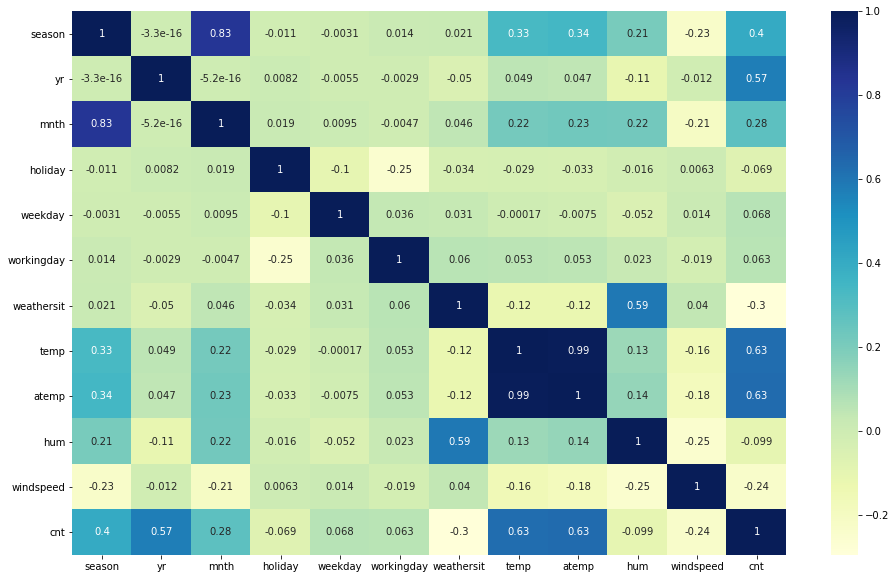 season 1 -3.3e-16 0.83 -0.011 -0.0031 0.014 0.021 0.33 0.34 0.21 -0.23 0.4
yr -3.3e-16 1 -5.2e-16 0.0082 -0.0055 -0.0029 -0.05 0.049 0.047 -0.11 -0.012 0.57
mnth 0.83 -5.2e-16 1 0.019 0.0095 -0.0047 0.046 0.22 0.23 0.22 -0.21 0.28
holiday -0.011 0.0082 0.019 1 -0.1 -0.25 -0.034 -0.029 -0.033 -0.016 0.0063 -0.069
weekday -0.0031 -0.0055 0.0095 -0.1 1 0.036 0.031 -0.00017 -0.0075 -0.052 0.014 0.068
workingday 0.014 -0.0029 -0.0047 -0.25 0.036 1 0.06 0.053 0.053 0.023 -0.019 0.063
weathersit 0.021 -0.05 0.046 -0.034 0.031 0.06 1 -0.12 -0.12 0.59 0.04 -0.3
temp 0.33 0.049 0.22 -0.029 -0.00017 0.053 -0.12 1 0.99 0.13 -0.16 0.63
atemp 0.34 0.047 0.23 -0.033 -0.0075 0.053 -0.12 0.99 1 0.14 -0.18 0.63
hum 0.21 -0.11 0.22 -0.016 -0.052 0.023 0.59 0.13 0.14 1 -0.25 -0.099
windspeed -0.23 -0.012 -0.21 0.0063 0.014 -0.019 0.04 -0.16 -0.18 -0.25 1 -0.24
cnt 0.4 0.57 0.28 -0.069 0.068 0.063 -0.3 0.63 0.63 -0.099 -0.24 1
season yr mnth holiday weekday workingday weathersit temp atemp hum windspeed cnt
1.0
0.8
0.6
0.4
0.2
0.0
−0.2